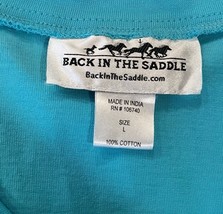 BACK IN THE SADDLE
BackInTheSaddle.com
MADE IN INDIA
RN # 106740
SIZE
L
100% COTTON